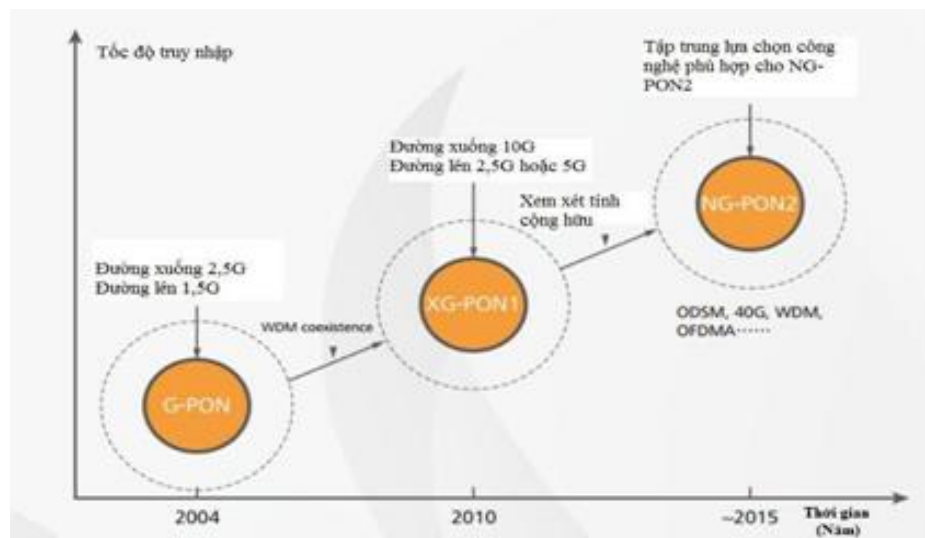 Tốc độ truy nhập
Tập trung lựa chọn công
nghệ phù hợp cho NG-
PON2
Đường xuống 10G
Đường lên 2,5G hoặc 5G
Xem xét tính
cộng hữu
NG-PON2
Đường xuống 2,5G
Đường lên 1,5G
WDM coexistence
XG-PON1
ODSM, 40G, WDM,
OFDMA······
G-PON
2004
2010
~2015
Thời gian
(Năm)